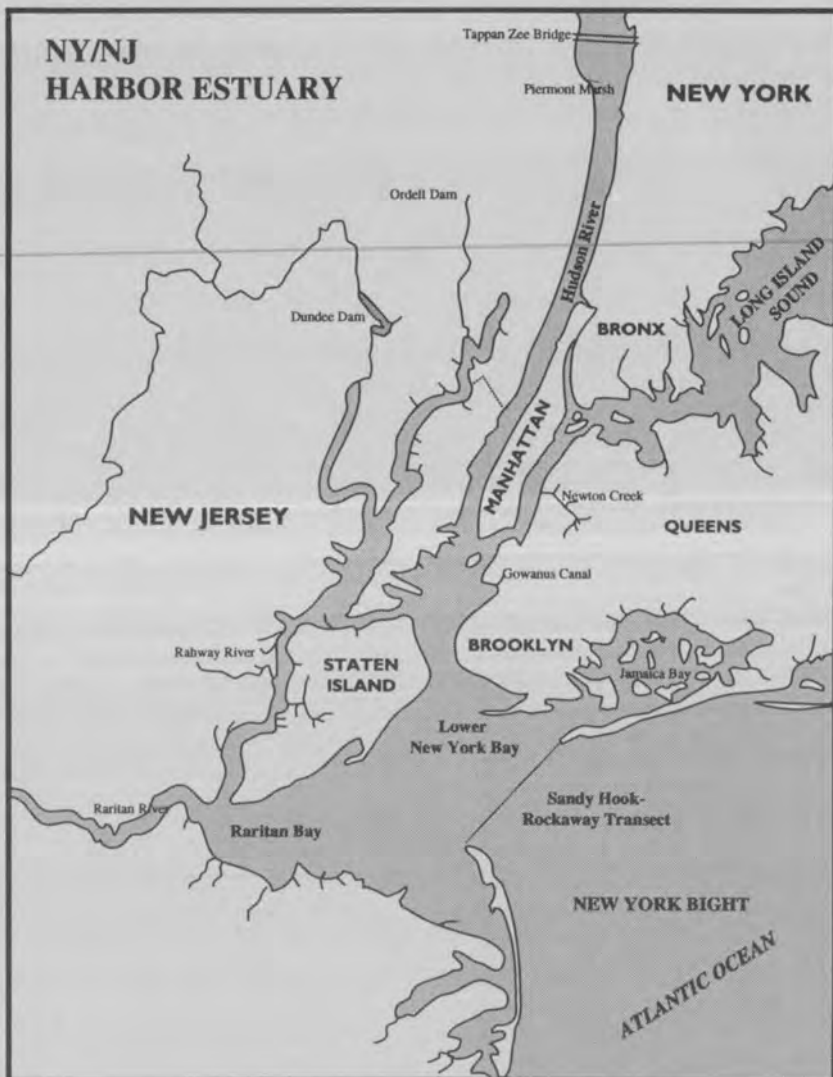 NY/NJ
HARBOR ESTUARY
Tappan Zee Bridge
Piermont Marsh
NEW YORK
Ordell Dam
Hudson River
LONG ISLAND
SOUND
Dundee Dam
BRONX
MANHATTAN
Newton Creek
NEW JERSEY
QUEENS
Gowanus Canal
Rahway River
STATEN
ISLAND
BROOKLYN
Jamaica Bay
Lower
New York Bay
Raritan River
Raritan Bay
Sandy Hook-
Rockaway Transect
NEW YORK BIGHT
ATLANTIC OCEAN